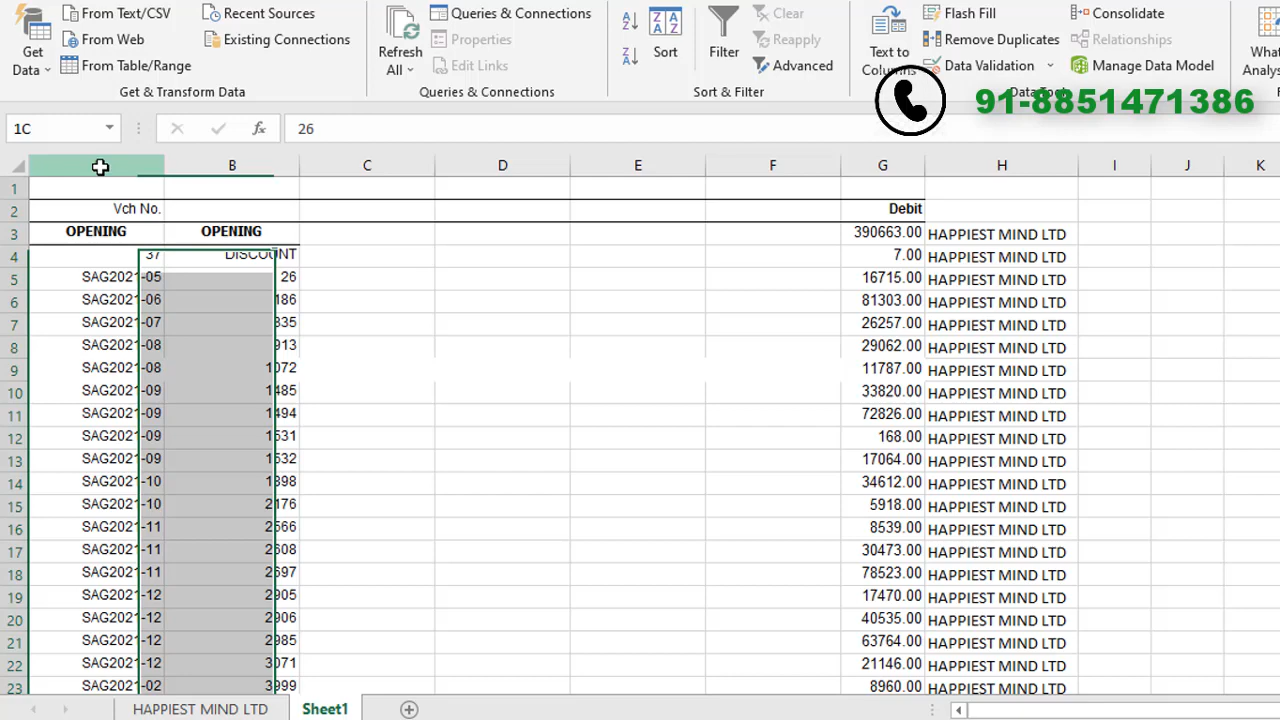 From Text/CSV Recent Sources Queries & Connections Clear Flash Fill Consolidate
From Web Existing Connections Properties Reapply Remove Duplicates Relationships
Get Data From Table/Range Refresh All Edit Links Sort Filter Advanced Text to Columns Data Validation Manage Data Model
Get & Transform Data Queries & Connections Sort & Filter
91-8851471386
1C fx 26
B C D E F G H I J K
1
2 Vch No. Debit
3 OPENING OPENING 390663.00 HAPPIEST MIND LTD
4 37 DISCOUNT 7.00 HAPPIEST MIND LTD
5 SAG2021-05 26 16715.00 HAPPIEST MIND LTD
6 SAG2021-06 186 81303.00 HAPPIEST MIND LTD
7 SAG2021-07 335 26257.00 HAPPIEST MIND LTD
8 SAG2021-08 913 29062.00 HAPPIEST MIND LTD
9 SAG2021-08 1072 11787.00 HAPPIEST MIND LTD
10 SAG2021-09 1485 33820.00 HAPPIEST MIND LTD
11 SAG2021-09 1494 72826.00 HAPPIEST MIND LTD
12 SAG2021-09 1531 168.00 HAPPIEST MIND LTD
13 SAG2021-09 1532 17064.00 HAPPIEST MIND LTD
14 SAG2021-10 1898 34612.00 HAPPIEST MIND LTD
15 SAG2021-10 2176 5918.00 HAPPIEST MIND LTD
16 SAG2021-11 2566 8539.00 HAPPIEST MIND LTD
17 SAG2021-11 2608 30473.00 HAPPIEST MIND LTD
18 SAG2021-11 2697 78523.00 HAPPIEST MIND LTD
19 SAG2021-12 2905 17470.00 HAPPIEST MIND LTD
20 SAG2021-12 2906 40535.00 HAPPIEST MIND LTD
21 SAG2021-12 2985 63764.00 HAPPIEST MIND LTD
22 SAG2021-12 3071 21146.00 HAPPIEST MIND LTD
23 SAG2021-02 3999 8960.00 HAPPIEST MIND LTD
HAPPIEST MIND LTD Sheet1